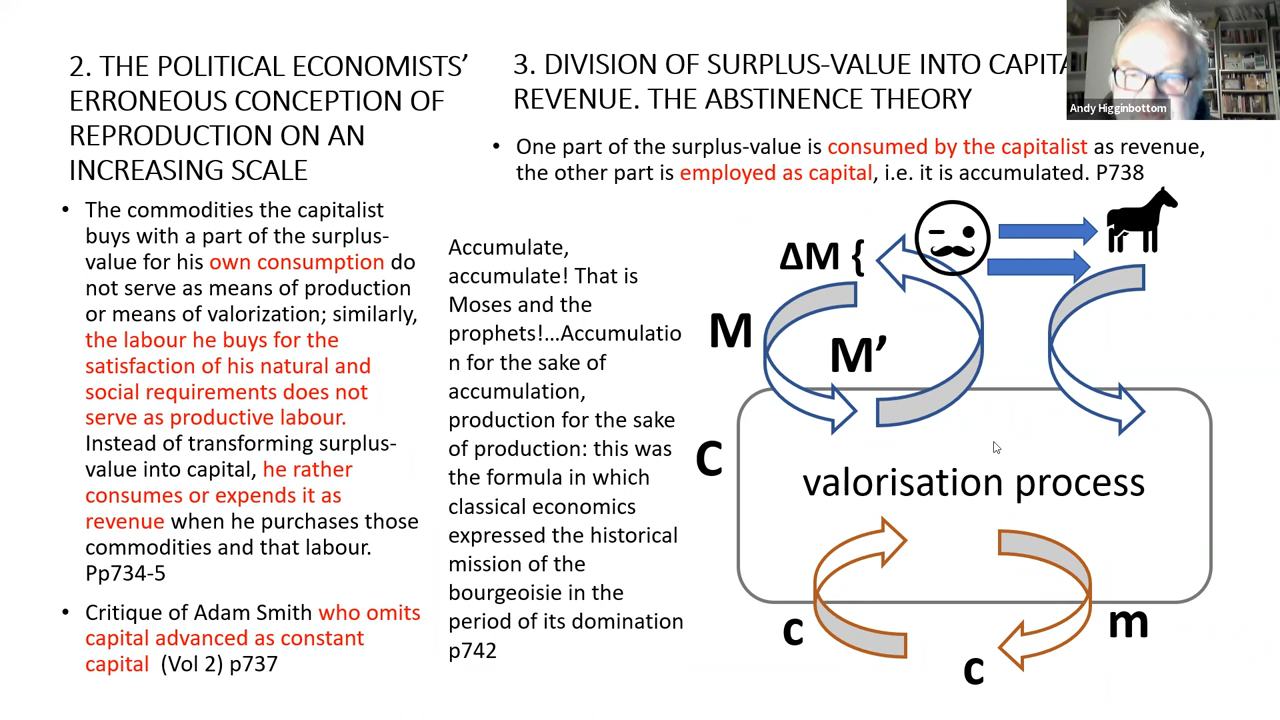 2. THE POLITICAL ECONOMISTS'
ERRONEOUS CONCEPTION OF
REPRODUCTION ON AN
INCREASING SCALE
• The commodities the capitalist
buys with a part of the surplus-
value for his own consumption do
not serve as means of production
or means of valorization; similarly,
the labour he buys for the
satisfaction of his natural and
social requirements does not
serve as productive labour.
Instead of transforming surplus-
value into capital, he rather
consumes or expends it as
revenue when he purchases those
commodities and that labour.
Pp734-5
• Critique of Adam Smith who omits
capital advanced as constant
capital (Vol 2) p737
3. DIVISION OF SURPLUS-VALUE INTO CAPITA
REVENUE. THE ABSTINENCE THEORY
• One part of the surplus-value is consumed by the capitalist as revenue,
the other part is employed as capital, i.e. it is accumulated. P738
Accumulate,
accumulate! That is
Moses and the
prophets!...Accumulatio
n for the sake of
accumulation,
production for the sake
of production: this was
the formula in which
classical economics
expressed the historical
mission of the
bourgeoisie in the
period of its domination
p742
ΔM {
M
M'
C
valorisation process
c
c
m
Andy Higginbottom